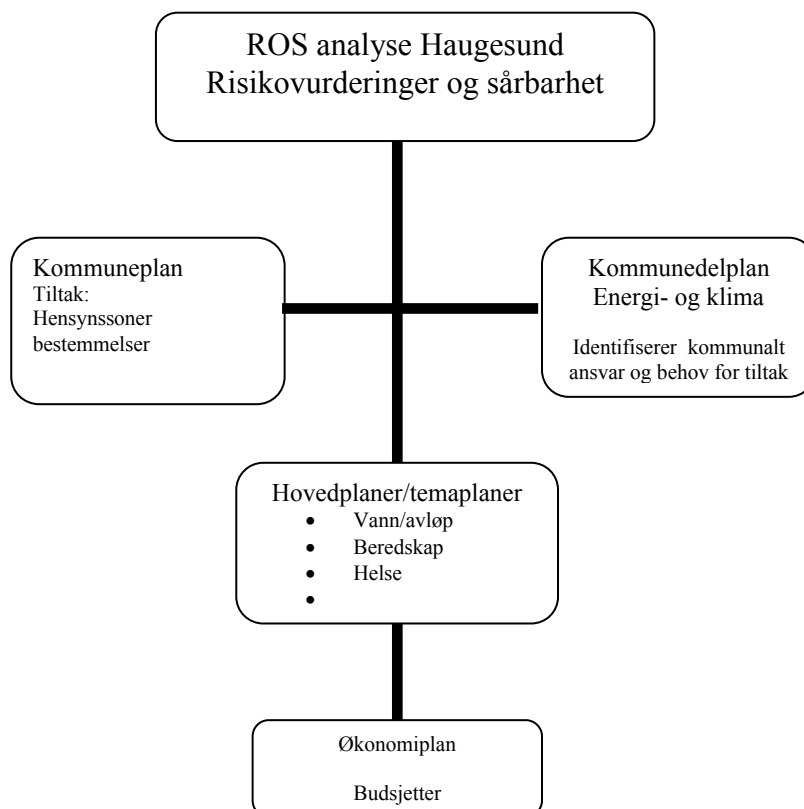 ROS analyse Haugesund
Risikovurderinger og sårbarhet
Kommuneplan
Tiltak:
Hensynssoner
bestemmelser
Kommunedelplan
Energi- og klima
Identifiserer kommunalt
ansvar og behov for tiltak
Hovedplaner/temaplaner
• Vann/avløp
• Beredskap
• Helse
•
Økonomiplan
Budsjetter